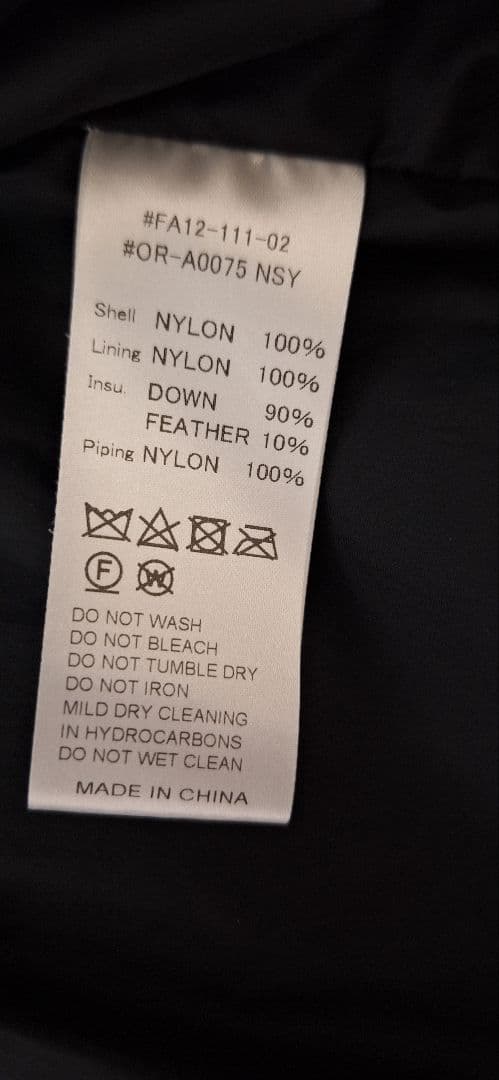 #FA12-111-02
#OR-A0075 NSY
Shell NYLON 100%
Lining NYLON 100%
Insu. DOWN 90%
FEATHER 10%
Piping NYLON 100%
F W
DO NOT WASH
DO NOT BLEACH
DO NOT TUMBLE DRY
DO NOT IRON
MILD DRY CLEANING
IN HYDROCARBONS
DO NOT WET CLEAN
MADE IN CHINA